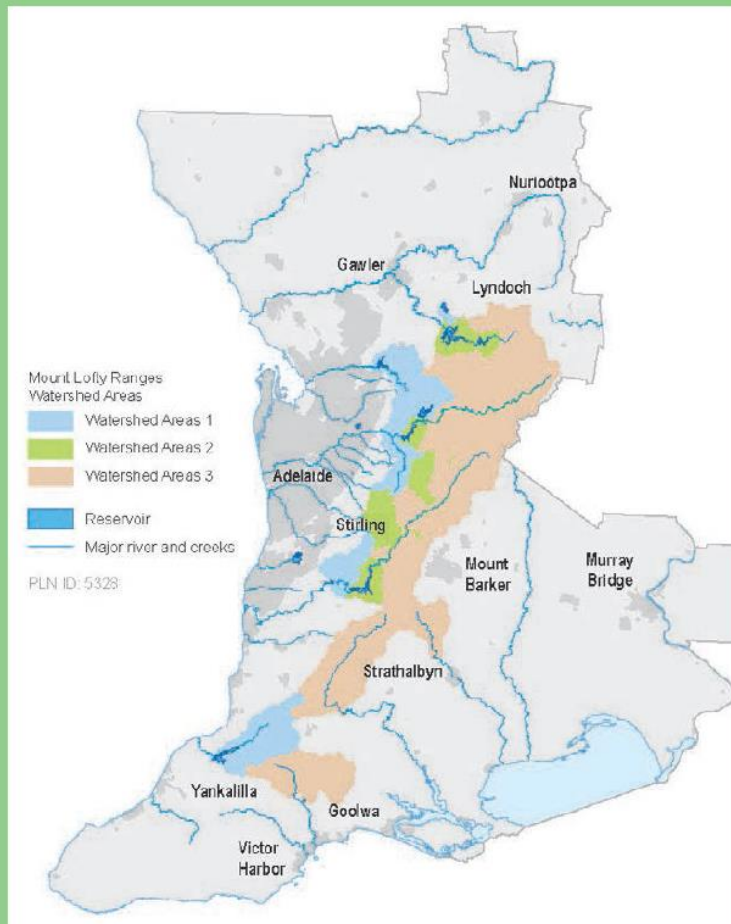 Nuriootpa
Gawler
Lyndoch
Mount Lofty Ranges
Watershed Areas
Watershed Areas 1
Watershed Areas 2
Watershed Areas 3
Reservoir
Major river and creeks
PLN ID: 5328
Adelaide
Stirling
Mount
Barker
Murray
Bridge
Strathalbyn
Yankalilla
Goolwa
Victor
Harbor